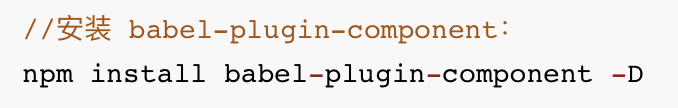 //安装 babel-plugin-component:
npm install babel-plugin-component -D